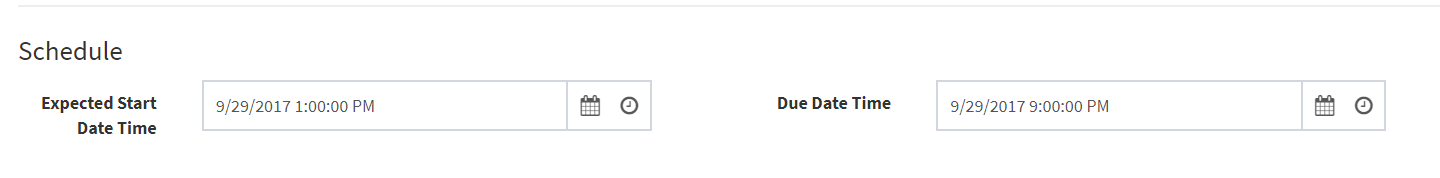 Schedule
Expected Start
Date Time
9/29/2017 1:00:00 PM
Due Date Time
9/29/2017 9:00:00 PM